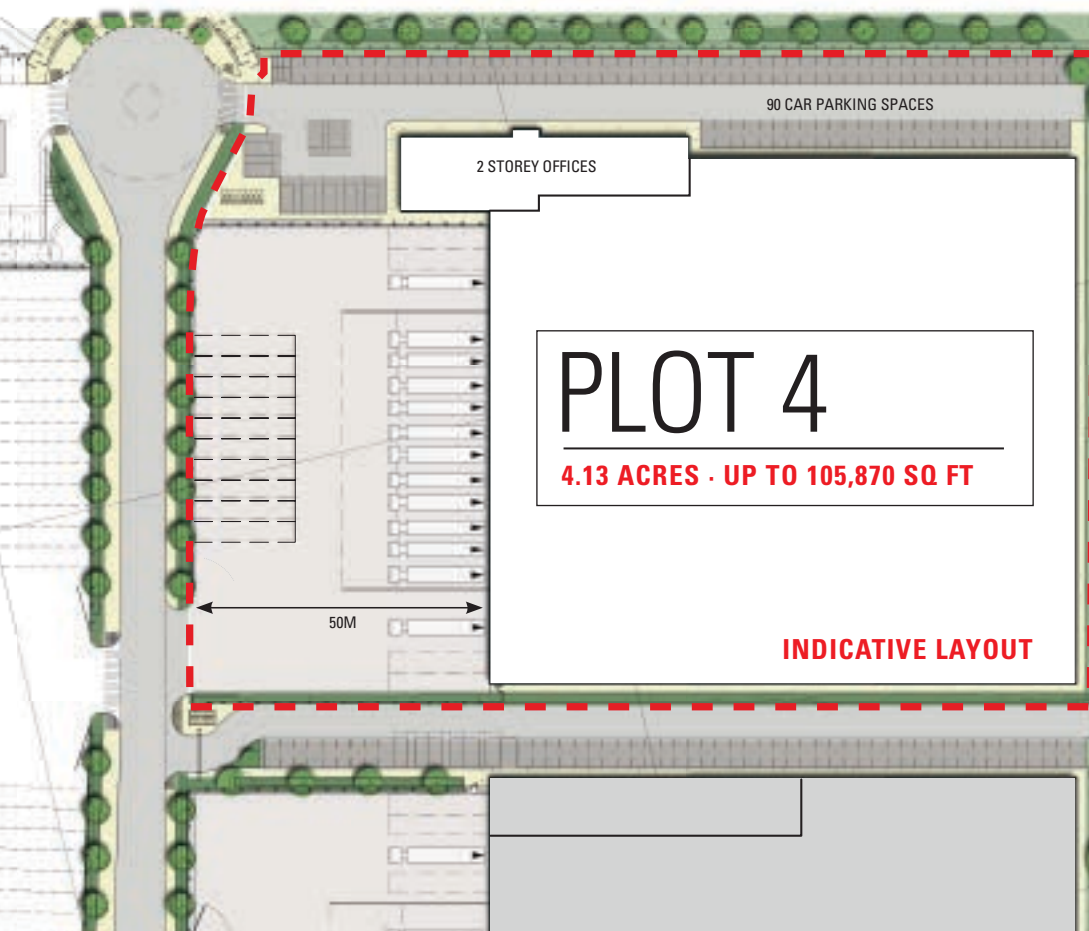 90 CAR PARKING SPACES
2 STOREY OFFICES
PLOT 4
4.13 ACRES · UP TO 105,870 SQ FT
50M
INDICATIVE LAYOUT